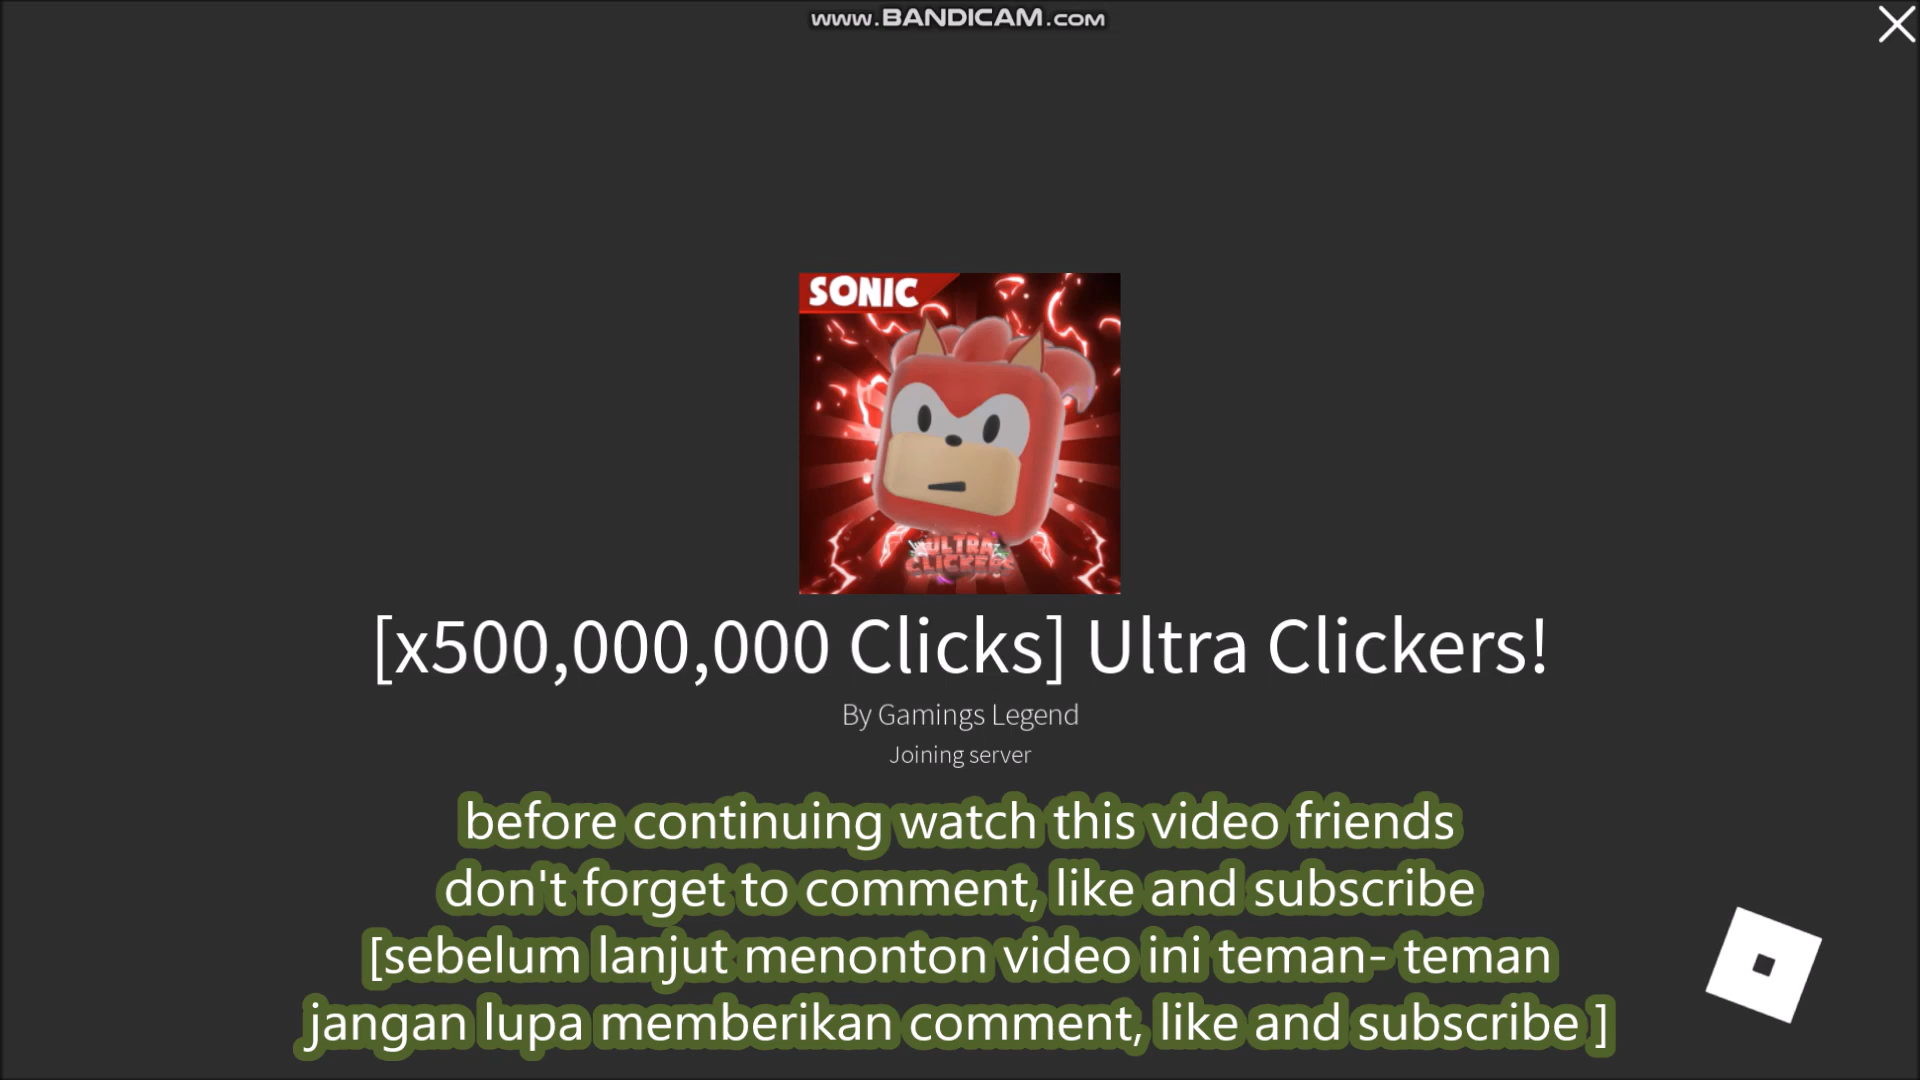 www.BANDICAM.com
SONIC
ULTRA
CLICKERS
[x500,000,000 Clicks] Ultra Clickers!
By Gamings Legend
Joining server
before continuing watch this video friends
don't forget to comment, like and subscribe
[sebelum lanjut menonton video ini teman- teman
jangan lupa memberikan comment, like and subscribe ]